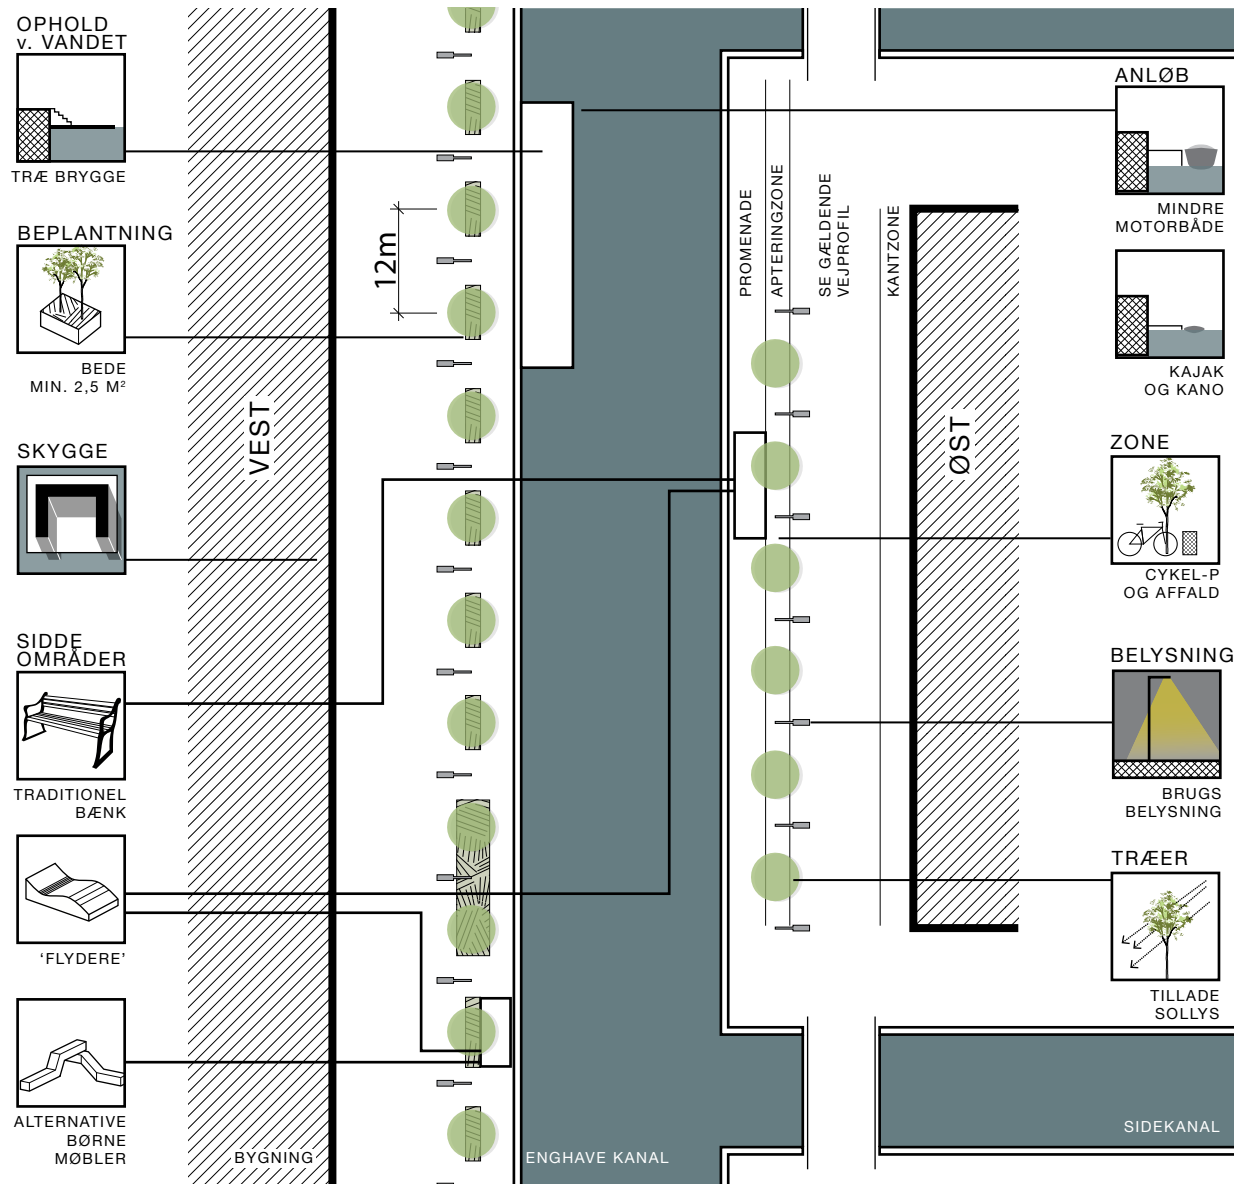 OPHOLD
v. VANDET
TRÆ BRYGGE
BEPLANTNING
BEDE
MIN. 2,5 M²
SKYGGE
SIDDE
OMRÅDER
TRADITIONEL
BÆNK
‘FLYDERE’
ALTERNATIVE
BØRNE
MØBLER
VEST
BYGNING
12m
ENGHAVE KANAL
PROMENADE
APTERINGZONE
SE GÆLDENDE
VEJPROFIL
KANTZONE
ØST
ANLØB
MINDRE
MOTORBÅDE
KAJAK
OG KANO
ZONE
CYKEL-P
OG AFFALD
BELYSNING
BRUGS
BELYSNING
TRÆER
TILLADE
SOLLYS
SIDEKANAL